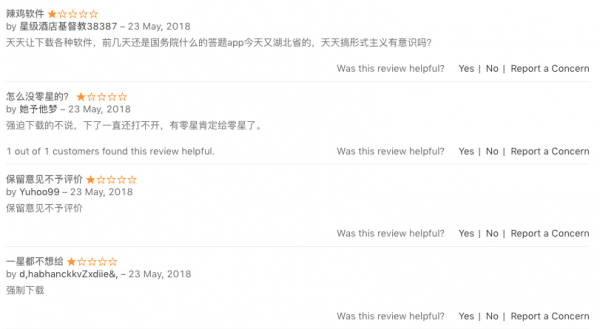 辣鸡软件 ★☆☆☆☆
by 星级酒店基督教38387 – 23 May, 2018
天天让下载各种软件，前几天还是国务院什么的答题app今天又湖北省的，天天搞形式主义有意识吗?
Was this review helpful? Yes | No | Report a Concern
怎么没零星的？ ★☆☆☆☆
by 她予他梦 – 23 May, 2018
强迫下载的不说，下了一直还打不开，有零星肯定给零星了。
1 out of 1 customers found this review helpful. Was this review helpful? Yes | No | Report a Concern
保留意见不予评价 ★☆☆☆☆
by Yuhoo99 – 23 May, 2018
保留意见不予评价
Was this review helpful? Yes | No | Report a Concern
一星都不想给 ★☆☆☆☆
by d,habhanckkvZxdiie&, – 23 May, 2018
强制下载
Was this review helpful? Yes | No | Report a Concern